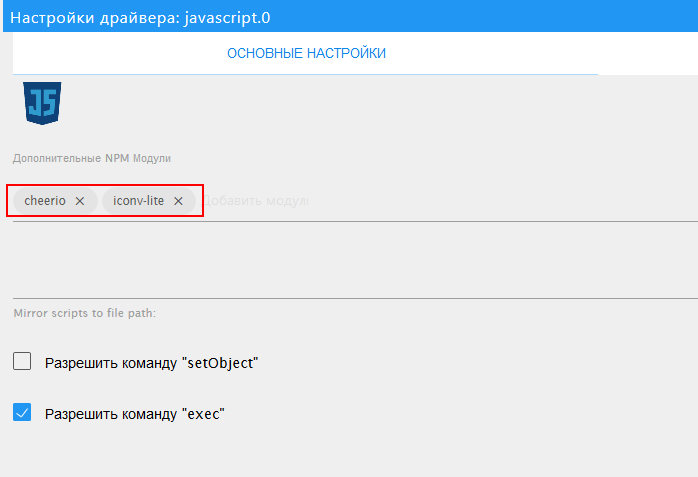 Настройки драйвера: javascript.0
ОСНОВНЫЕ НАСТРОЙКИ
JS
Дополнительные NPM Модули
cheerio × iconv-lite × Добавить модул
Mirror scripts to file path:
Разрешить команду "setObject"
Разрешить команду "exec"